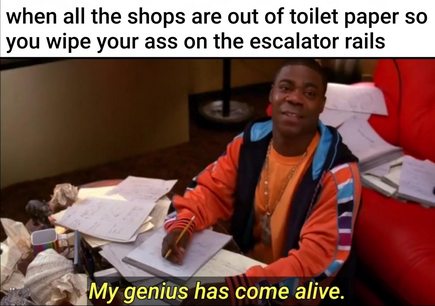 when all the shops are out of toilet paper so
you wipe your ass on the escalator rails
My genius has come alive.